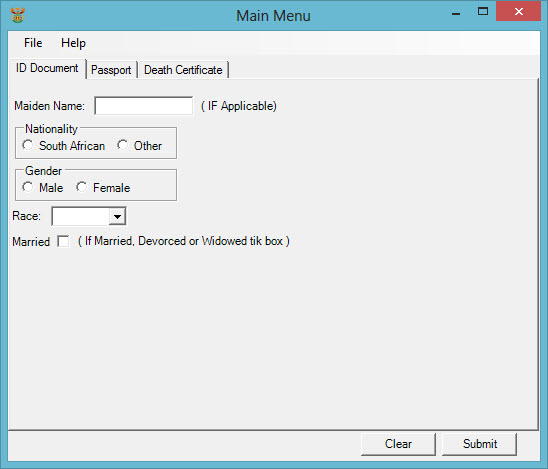 Main Menu
File Help
ID Document Passport Death Certificate
Maiden Name: ( IF Applicable)
Nationality
South African Other
Gender
Male Female
Race:
Married ( If Married, Devorced or Widowed tik box )
Clear Submit